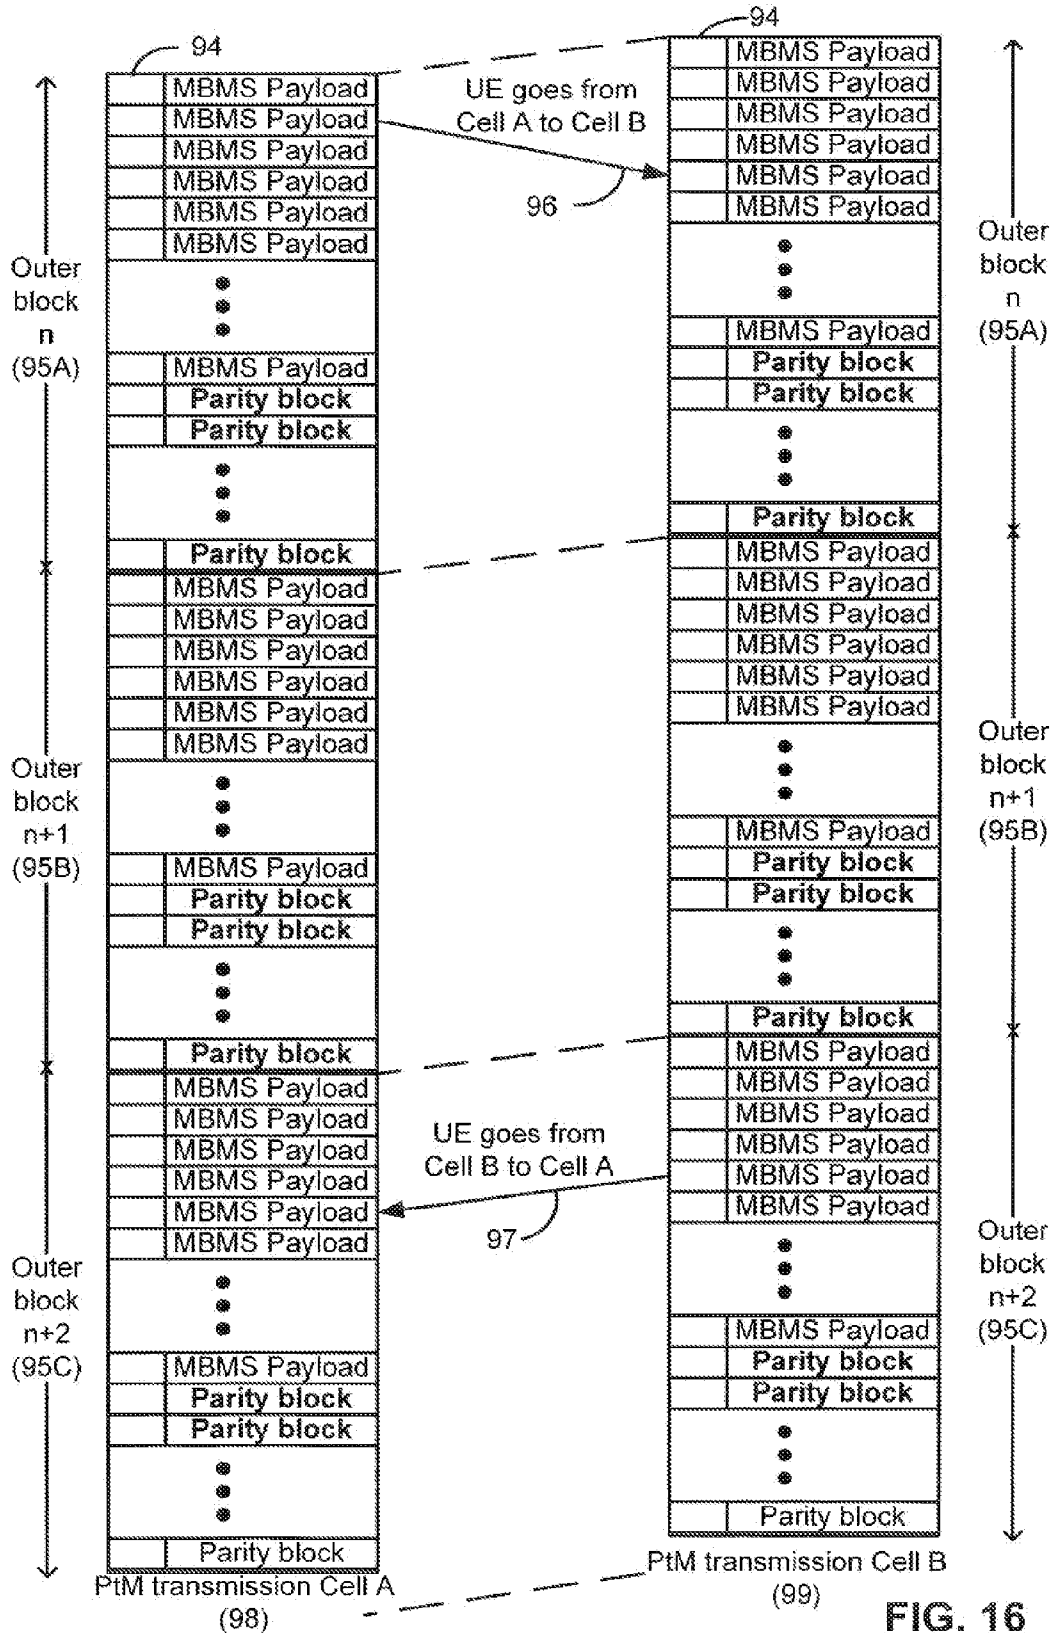 94
MBMS Payload
MBMS Payload
MBMS Payload
MBMS Payload
MBMS Payload
MBMS Payload
MBMS Payload
Parity block
Parity block
Parity block
MBMS Payload
MBMS Payload
MBMS Payload
MBMS Payload
MBMS Payload
MBMS Payload
MBMS Payload
Parity block
Parity block
Parity block
MBMS Payload
MBMS Payload
MBMS Payload
MBMS Payload
MBMS Payload
MBMS Payload
MBMS Payload
Parity block
Parity block
Parity block
PtM transmission Cell A
(98)
Outer
block
n
(95A)
Outer
block
n+1
(95B)
Outer
block
n+2
(95C)
UE goes from
Cell A to Cell B
96
UE goes from
Cell B to Cell A
97
94
MBMS Payload
MBMS Payload
MBMS Payload
MBMS Payload
MBMS Payload
MBMS Payload
MBMS Payload
Parity block
Parity block
Parity block
MBMS Payload
MBMS Payload
MBMS Payload
MBMS Payload
MBMS Payload
MBMS Payload
MBMS Payload
Parity block
Parity block
Parity block
MBMS Payload
MBMS Payload
MBMS Payload
MBMS Payload
MBMS Payload
MBMS Payload
MBMS Payload
Parity block
Parity block
Parity block
PtM transmission Cell B
(99)
Outer
block
n
(95A)
Outer
block
n+1
(95B)
Outer
block
n+2
(95C)
FIG. 16